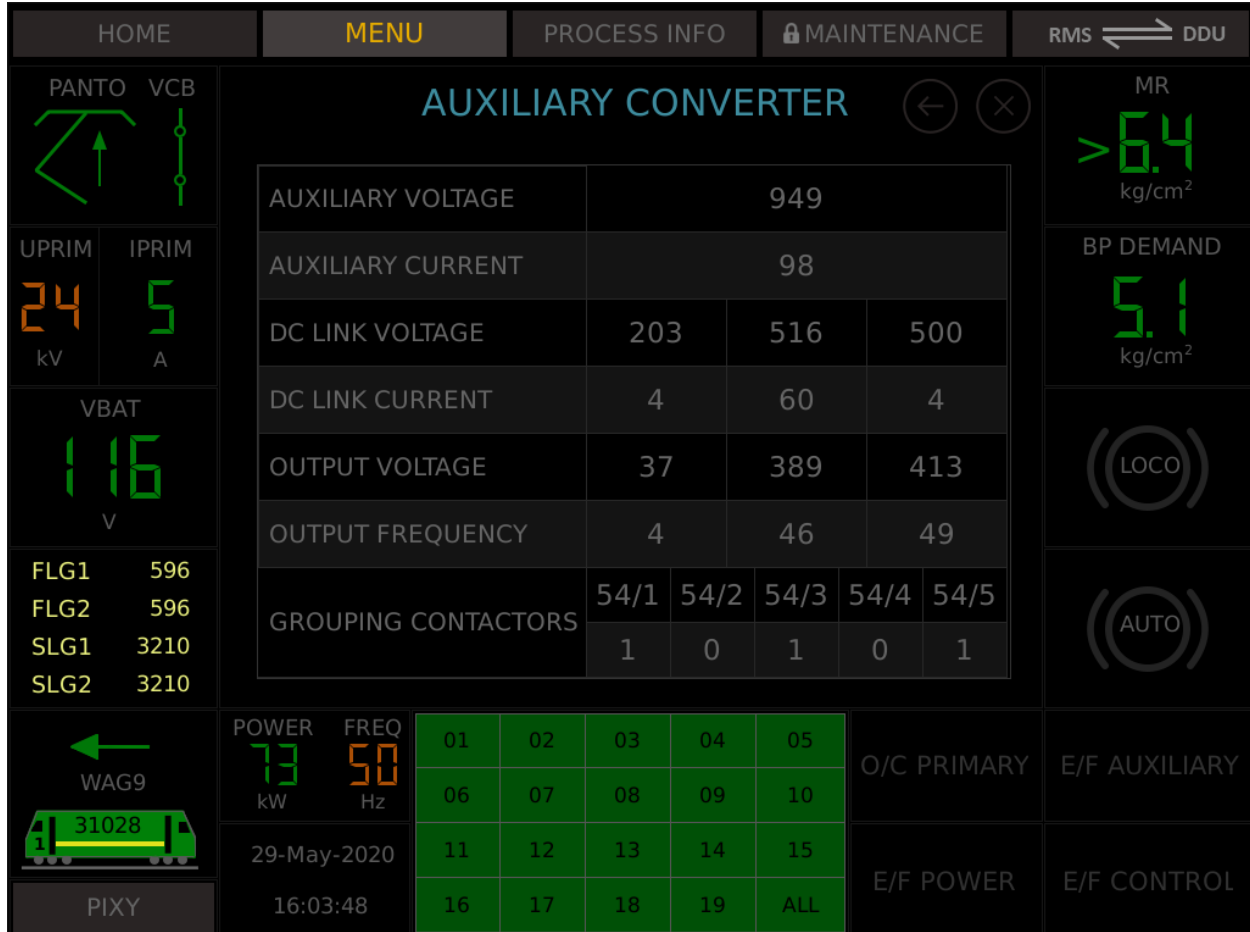 HOME MENU PROCESS INFO MAINTENANCE RMS DDU
PANTO VCB
UPRIM IPRIM
24 5
kV A
VBAT
116
V
FLG1 596
FLG2 596
SLG1 3210
SLG2 3210
AUXILIARY CONVERTER
AUXILIARY VOLTAGE 949
AUXILIARY CURRENT 98
DC LINK VOLTAGE 203 516 500
DC LINK CURRENT 4 60 4
OUTPUT VOLTAGE 37 389 413
OUTPUT FREQUENCY 4 46 49
GROUPING CONTACTORS
54/1 54/2 54/3 54/4 54/5
1 0 1 0 1
MR
>6.4
kg/cm²
BP DEMAND
5.1
kg/cm²
LOCO
AUTO
WAG9
31028
1
PIXY
POWER FREQ
73 50
kW Hz
29-May-2020
16:03:48
01 02 03 04 05
06 07 08 09 10
11 12 13 14 15
16 17 18 19 ALL
O/C PRIMARY E/F AUXILIARY
E/F POWER E/F CONTROL